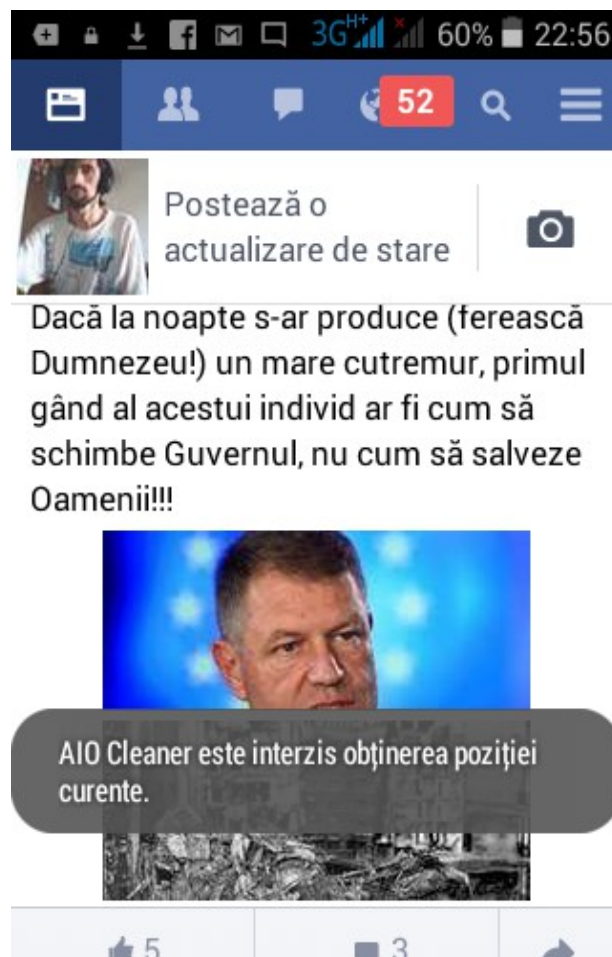 3G H+ 60% 22:56
52
Postează o
actualizare de stare
Dacă la noapte s-ar produce (ferească
Dumnezeu!) un mare cutremur, primul
gând al acestui individ ar fi cum să
schimbe Guvernul, nu cum să salveze
Oamenii!!!
AIO Cleaner este interzis obținerea poziției
curente.
5 3